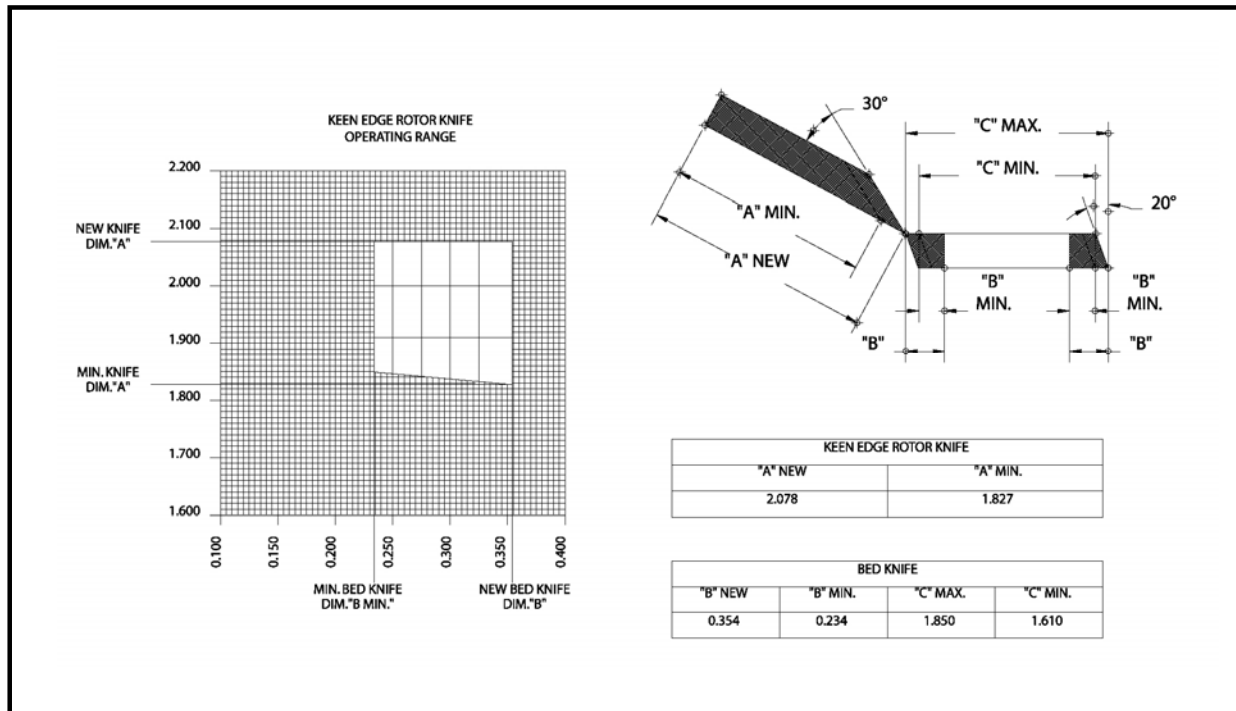 KEEN EDGE ROTOR KNIFE
OPERATING RANGE
2.200
2.100
NEW KNIFE
DIM."A"
2.000
1.900
MIN. KNIFE
DIM."A"
1.800
1.700
1.600
0.100
0.150
0.200
0.250
0.300
0.350
0.400
MIN. BED KNIFE
DIM."B MIN."
NEW BED KNIFE
DIM."B"
30°
"C" MAX.
"C" MIN.
20°
"A" MIN.
"A" NEW
"B"
MIN.
"B"
MIN.
"B"
"B"
KEEN EDGE ROTOR KNIFE
"A" NEW "A" MIN.
2.078 1.827
BED KNIFE
"B" NEW "B" MIN. "C" MAX. "C" MIN.
0.354 0.234 1.850 1.610